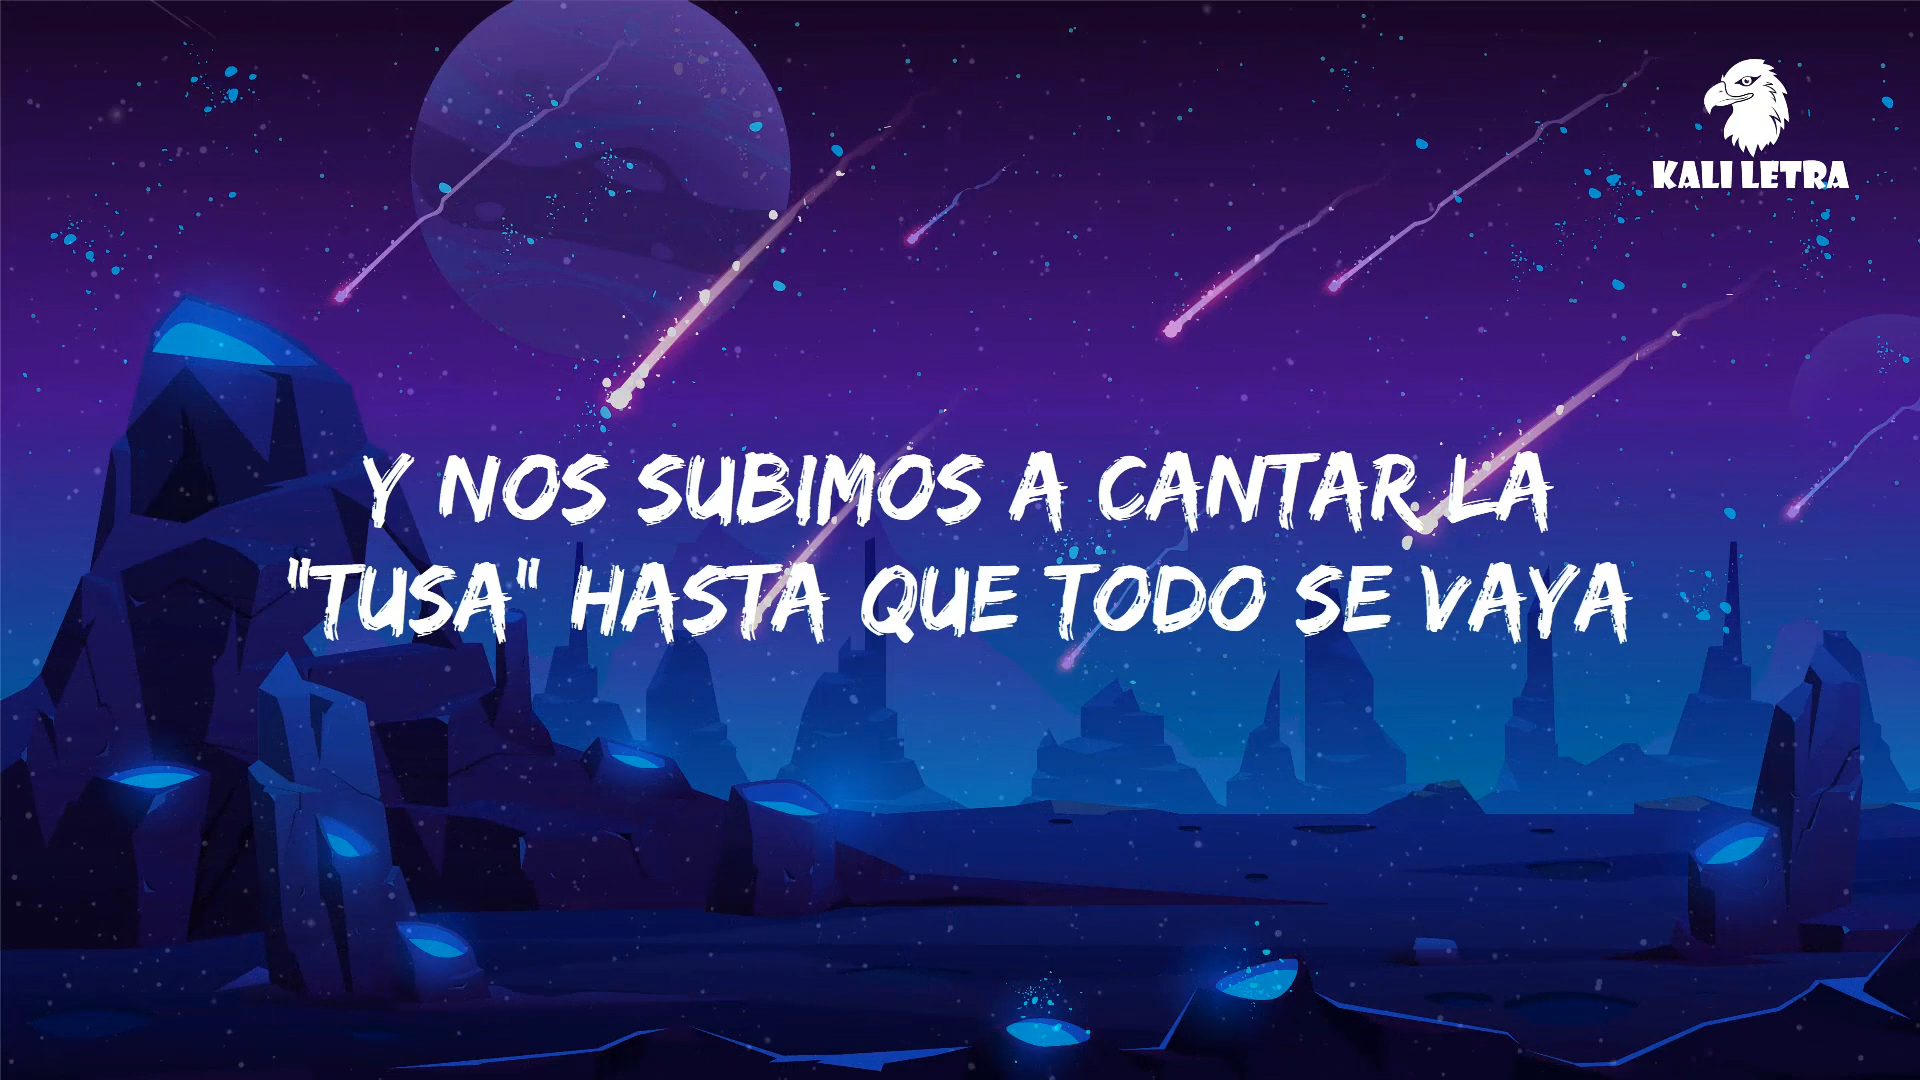 KALI LETRA
Y NOS SUBIMOS A CANTAR LA
"TUSA" HASTA QUE TODO SE VAYA